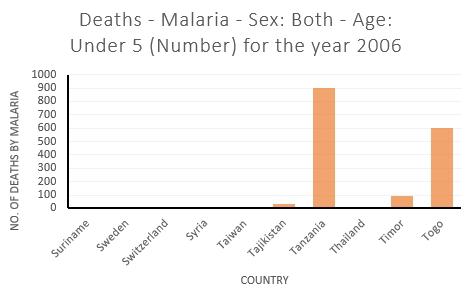 Deaths - Malaria - Sex: Both - Age:
Under 5 (Number) for the year 2006
NO. OF DEATHS BY MALARIA
1000
900
800
700
600
500
400
300
200
100
0
Suriname
Sweden
Switzerland
Syria
Taiwan
Tajikistan
Tanzania
Thailand
Timor
Togo
COUNTRY